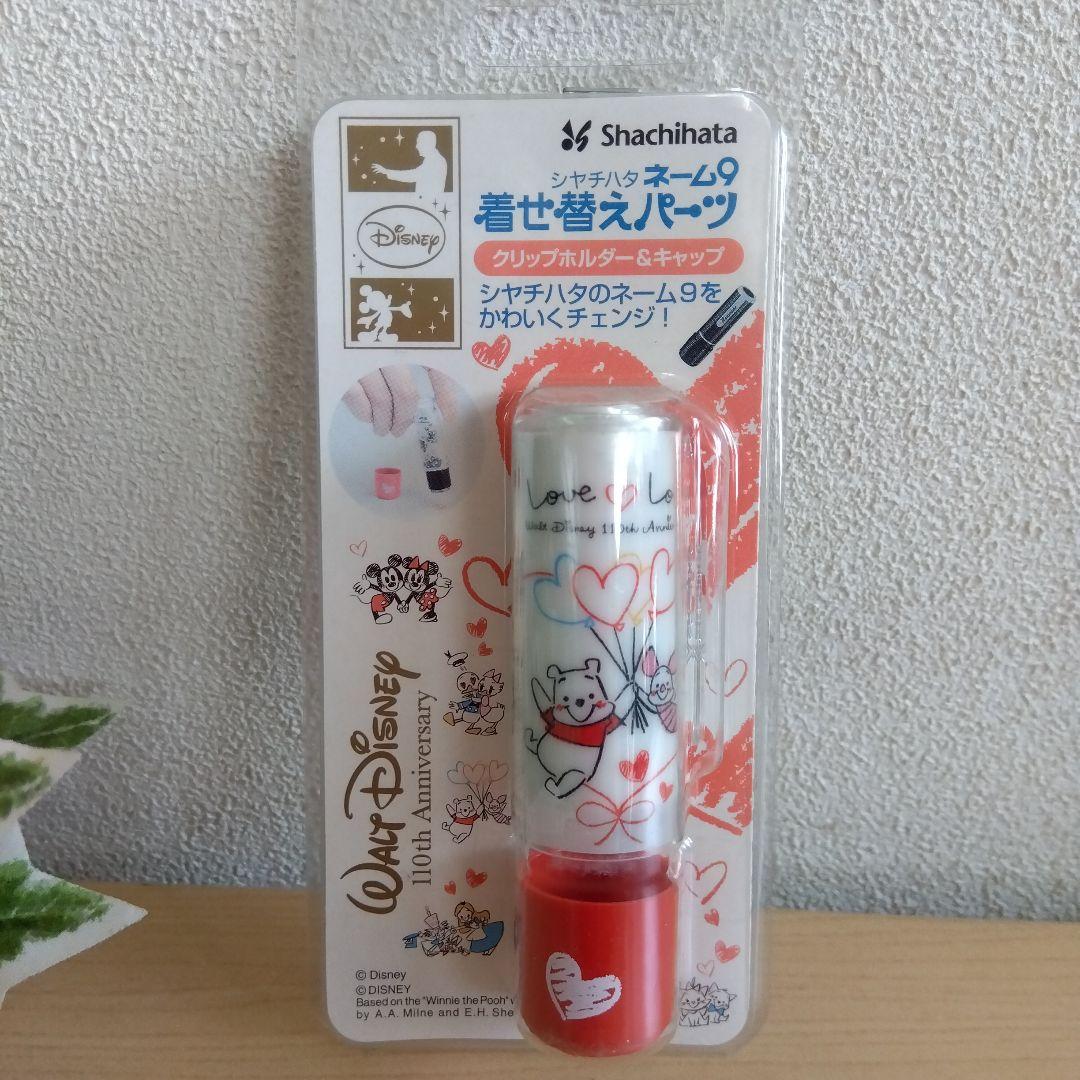 Shachihata
シヤチハタ ネーム9
着せ替えパーツ
クリップホルダー&キャップ
シヤチハタのネーム9を
かわいくチェンジ!
Disney
Love
Walt Disney 110th
WALT DISNEY
110th Anniversary
© Disney
©DISNEY
Based on the "Winnie the Pooh"
by A.A. Milne and E.H.